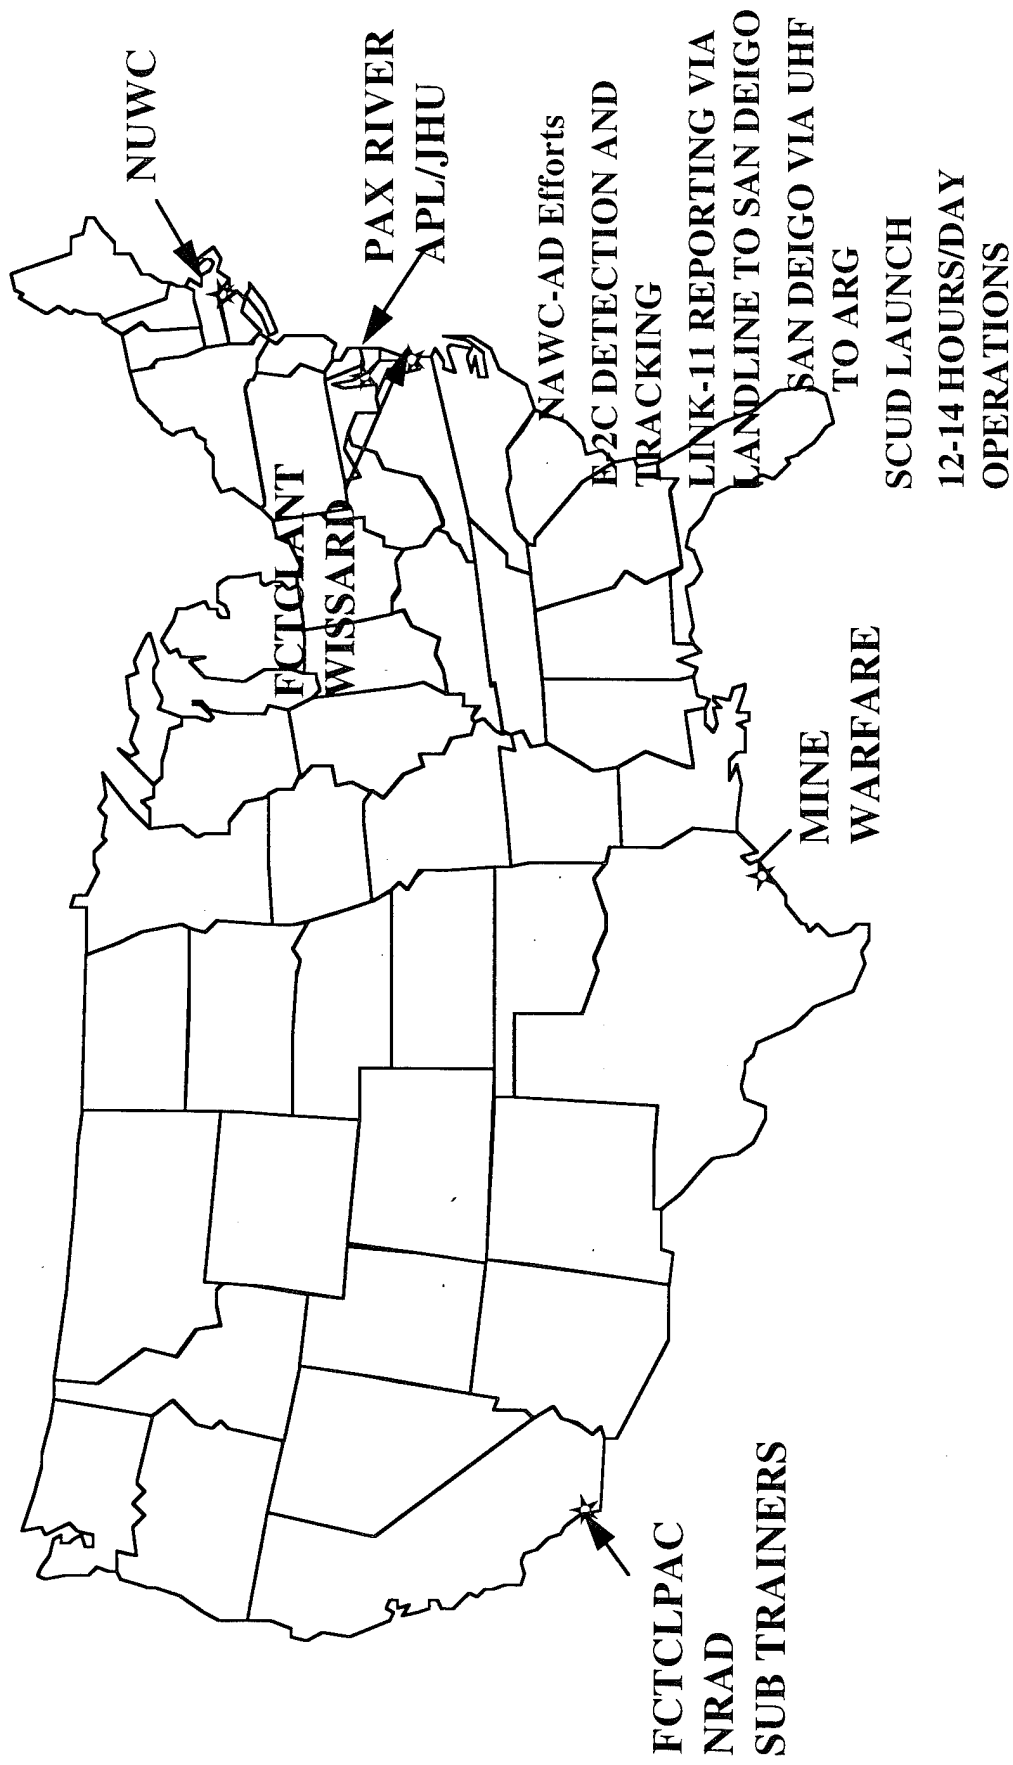 NUWC
PAX RIVER
APL/JHU
FCTCLANT
WISSARD
NAWC-AD Efforts
E-2C DETECTION AND
TRACKING
LINK-11 REPORTING VIA
LANDLINE TO SAN DEIGO
SAN DEIGO VIA UHF
TO ARG
SCUD LAUNCH
12-14 HOURS/DAY
OPERATIONS
MINE
WARFARE
FCTCLPAC
NRAD
SUB TRAINERS